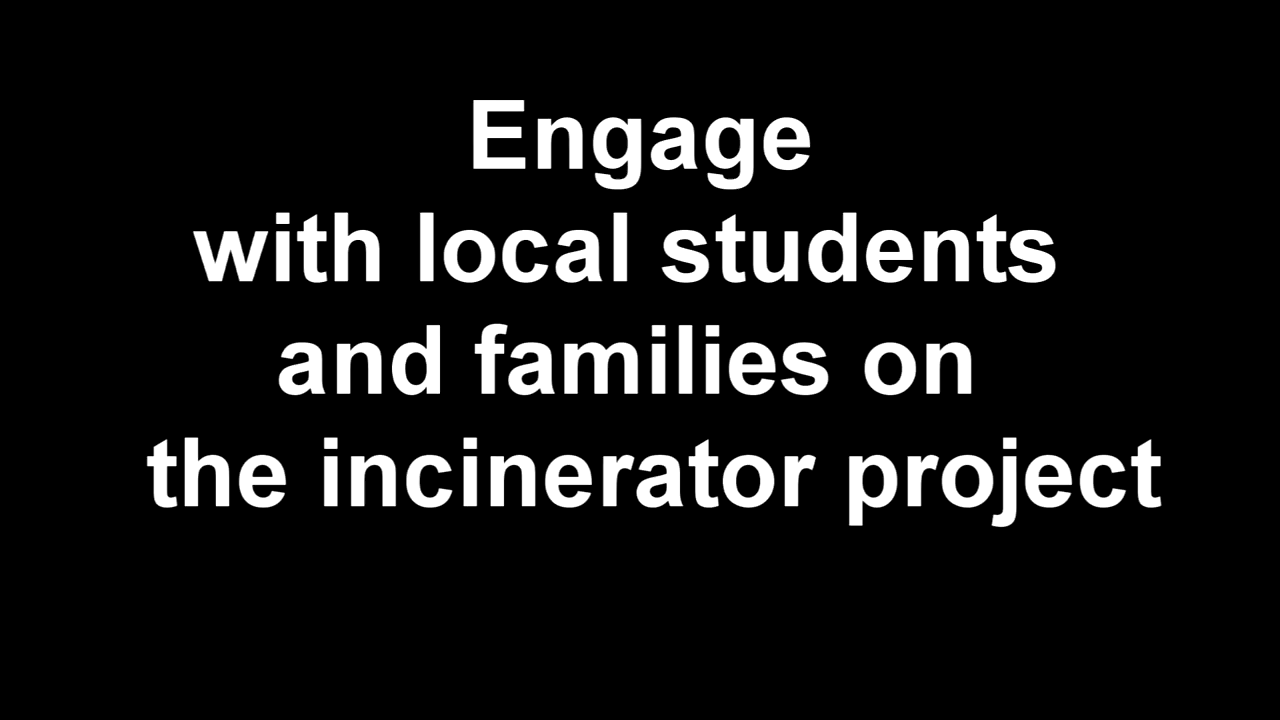 Engage
with local students
and families on
the incinerator project